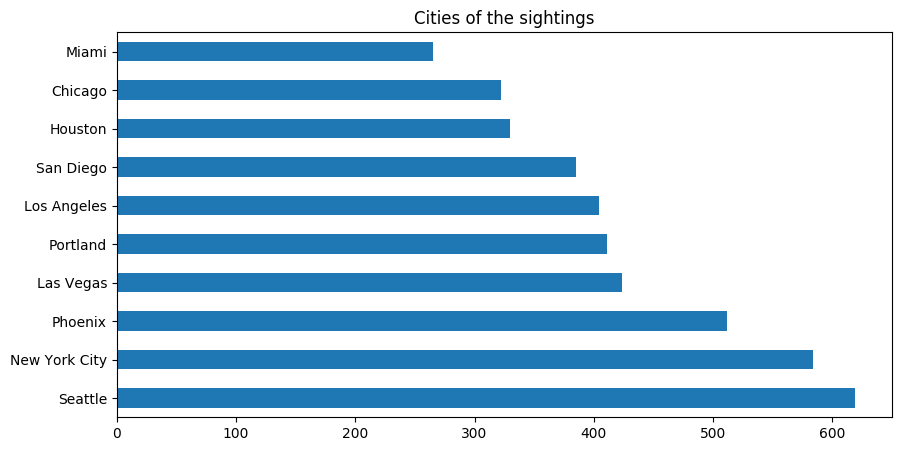 Cities of the sightings
Miami
Chicago
Houston
San Diego
Los Angeles
Portland
Las Vegas
Phoenix
New York City
Seattle
0 100 200 300 400 500 600